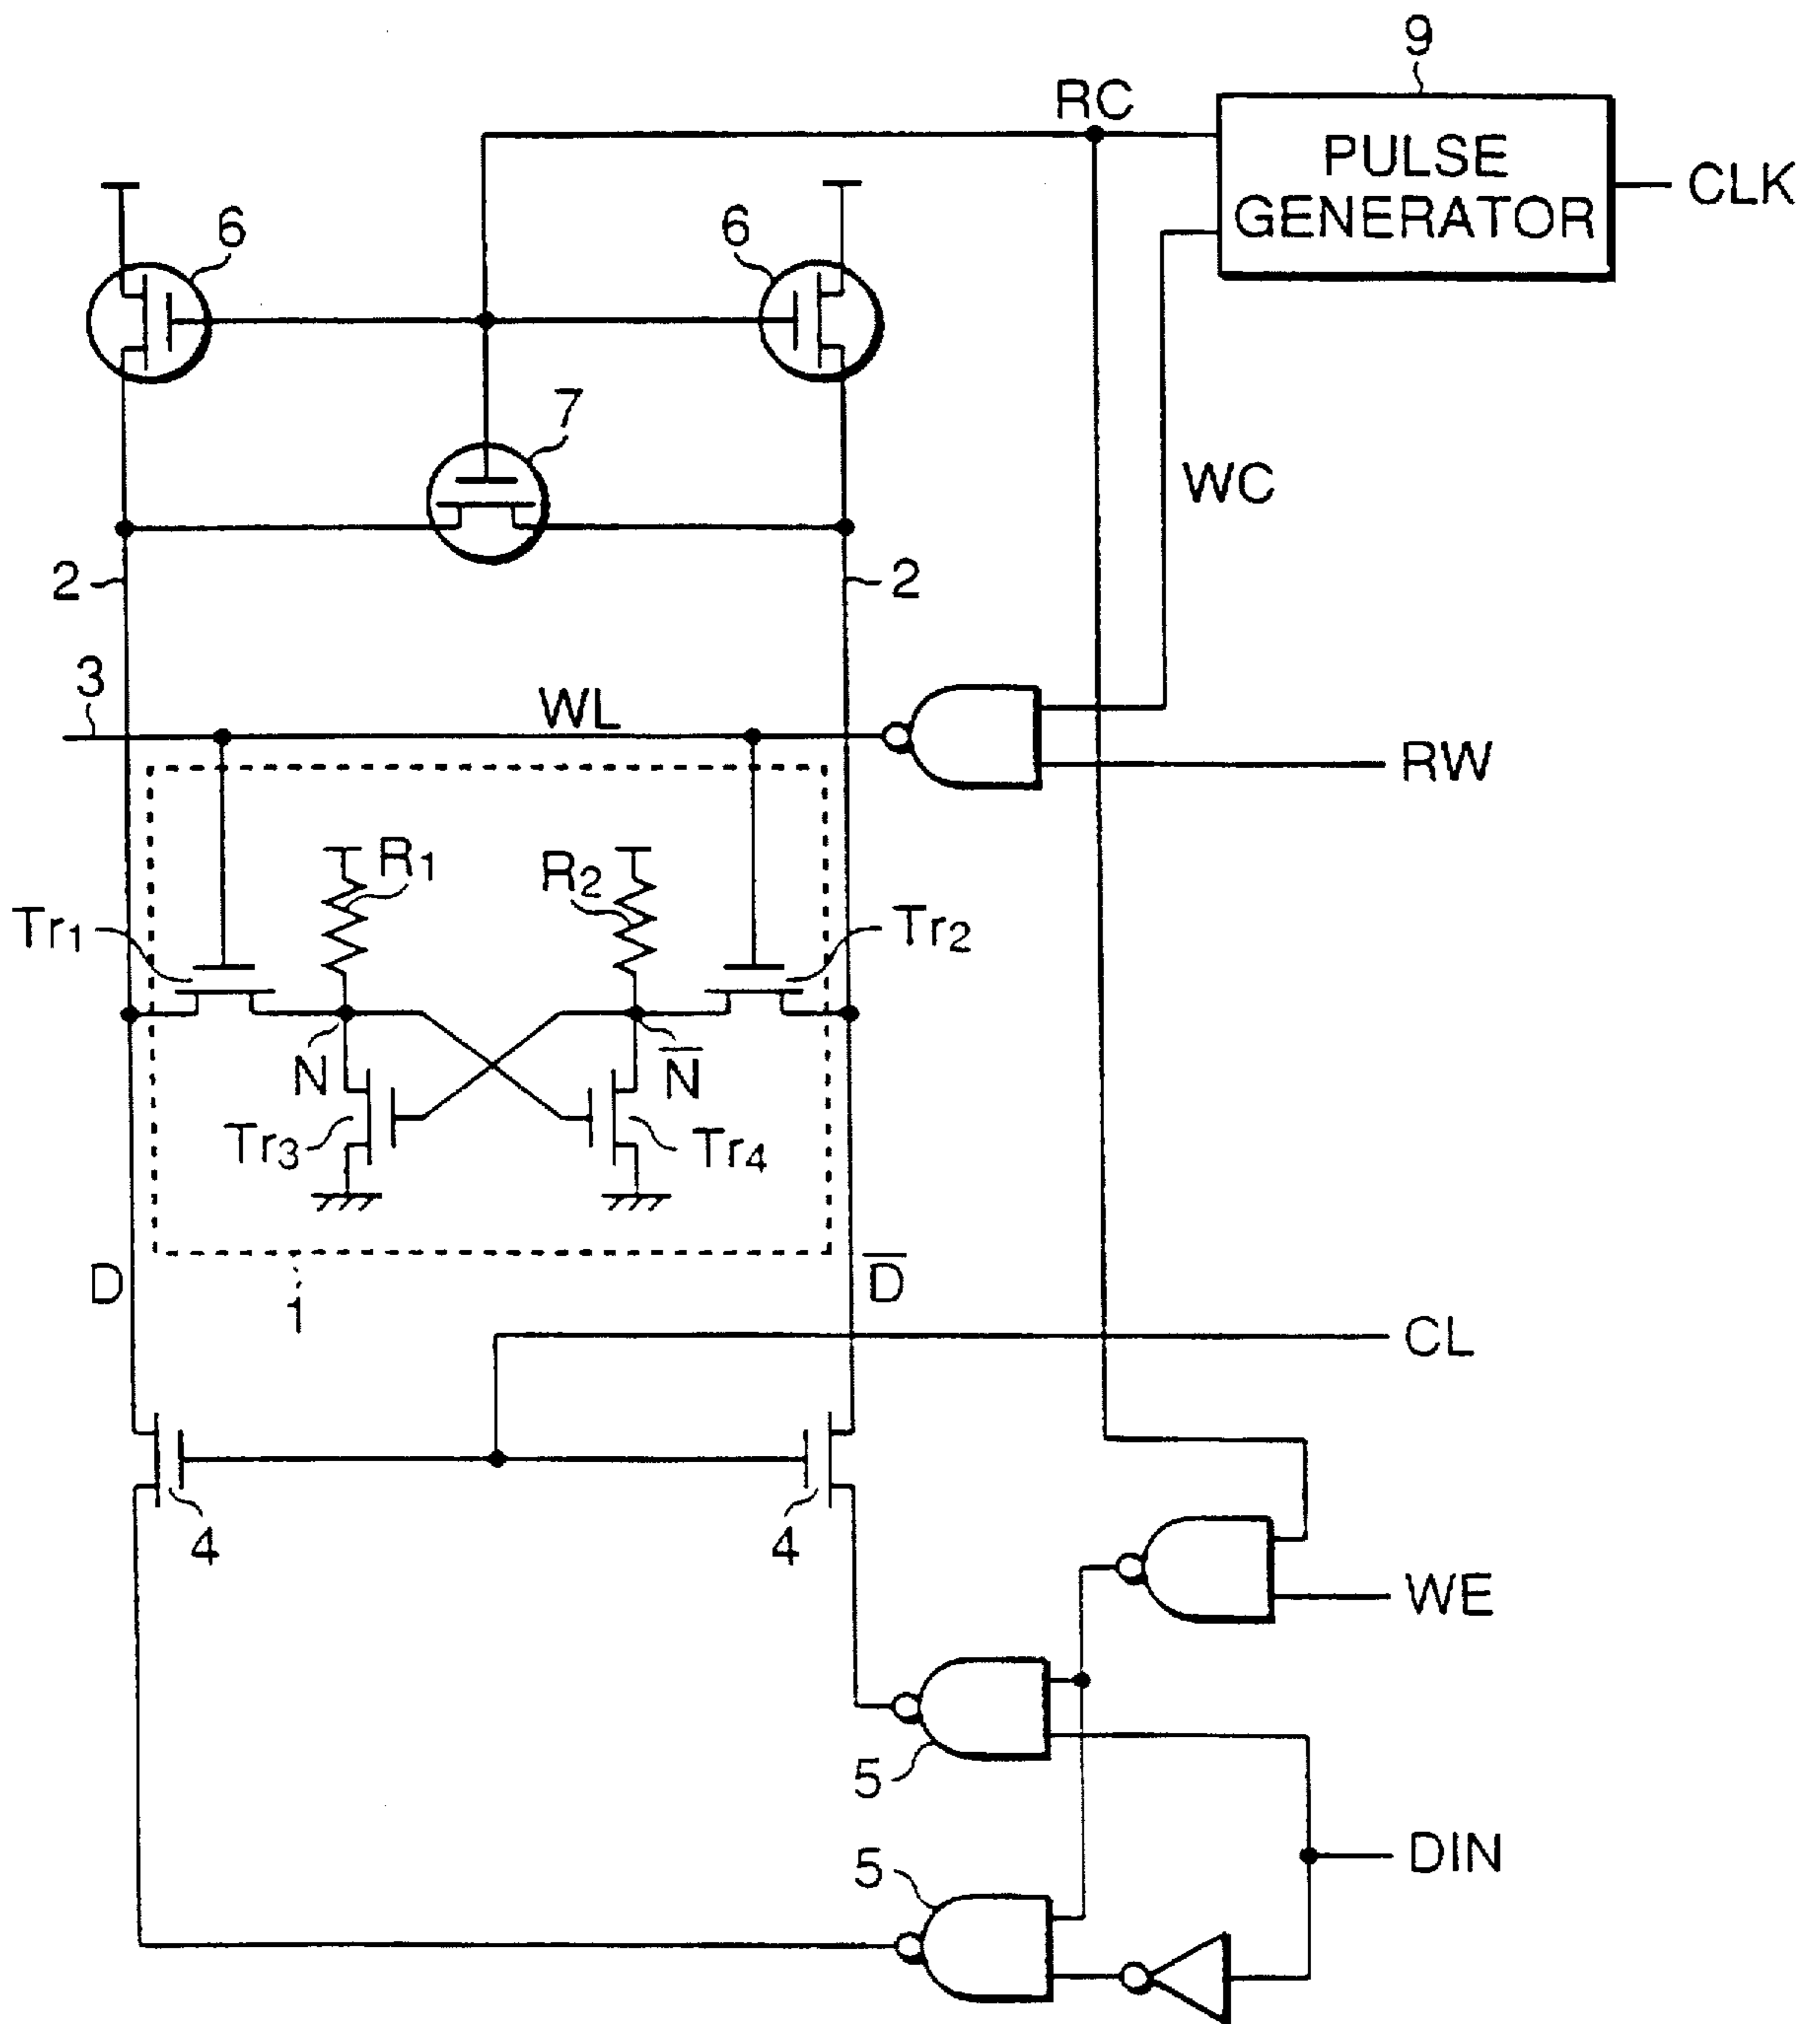 9
RC
PULSE
GENERATOR
CLK
6
6
7
WC
2
2
3
WL
RW
R1
R2
Tr1
Tr2
N
N̅
Tr3
Tr4
D
D̅
1
CL
4
4
WE
5
5
DIN